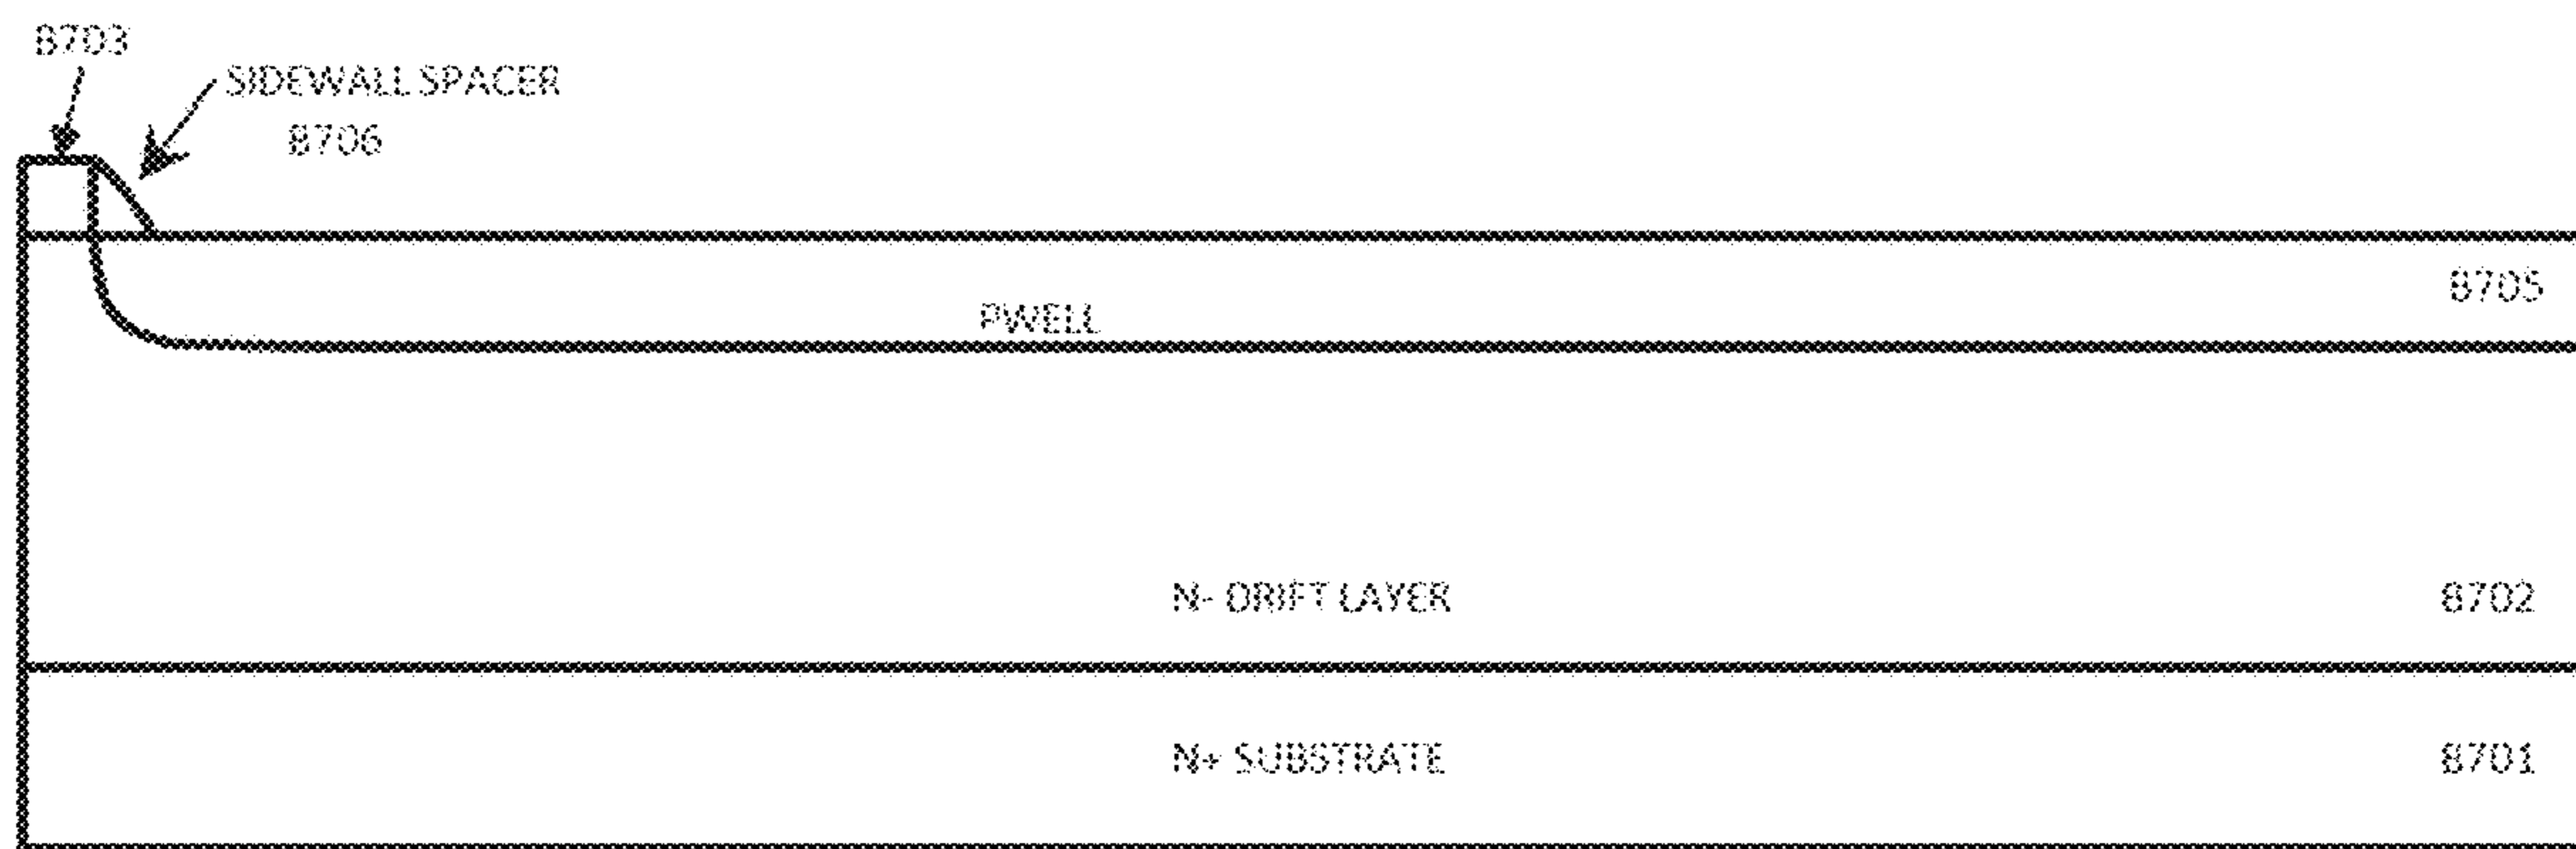 8703
SIDEWALL SPACER
8706
8705
PWELL
N- DRIFT LAYER
8702
N+ SUBSTRATE
8701